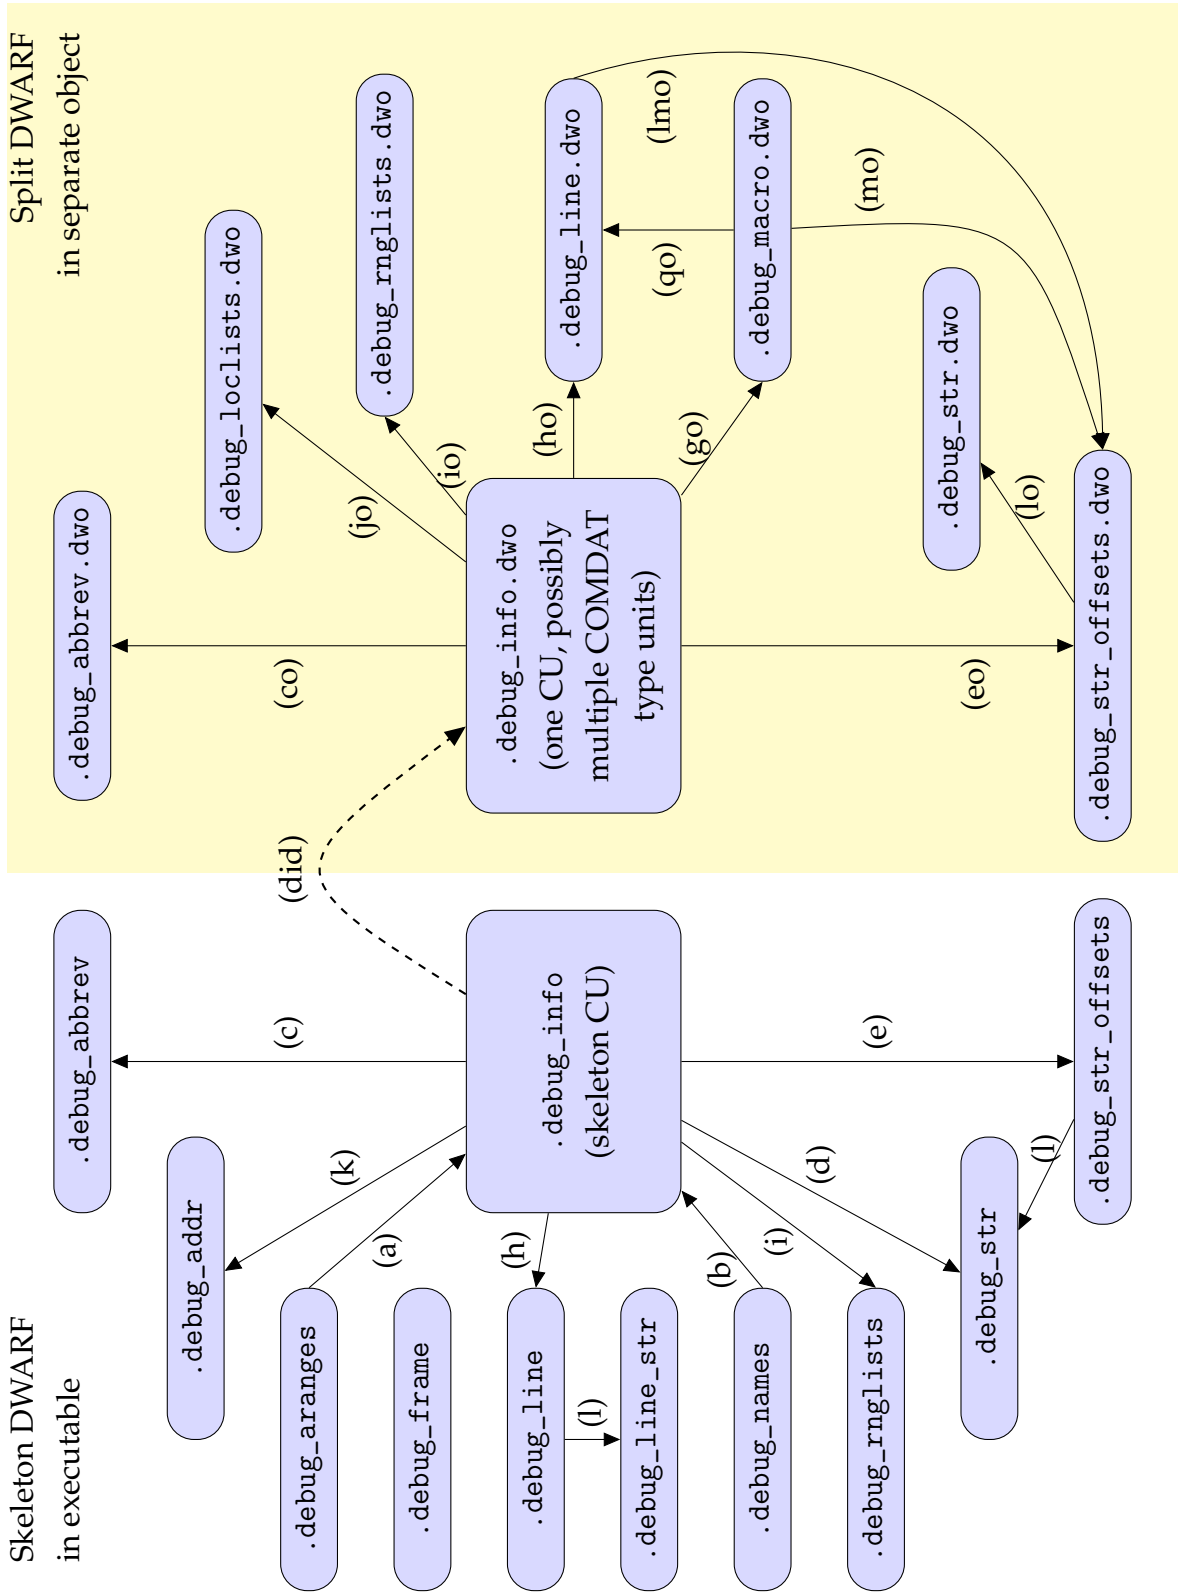 Skeleton DWARF
in executable
Split DWARF
in separate object
.debug_abbrev
.debug_addr
.debug_aranges
.debug_frame
.debug_line
.debug_line_str
.debug_names
.debug_rnglists
.debug_str
.debug_str_offsets
.debug_info
(skeleton CU)
(c)
(k)
(a)
(h)
(l)
(b)
(i)
(d)
(e)
(l)
(did)
.debug_abbrev.dwo
.debug_loclists.dwo
.debug_rnglists.dwo
.debug_line.dwo
.debug_macro.dwo
.debug_str.dwo
.debug_str_offsets.dwo
.debug_info.dwo
(one CU, possibly
multiple COMDAT
type units)
(co)
(jo)
(io)
(ho)
(go)
(qo)
(lmo)
(mo)
(lo)
(eo)